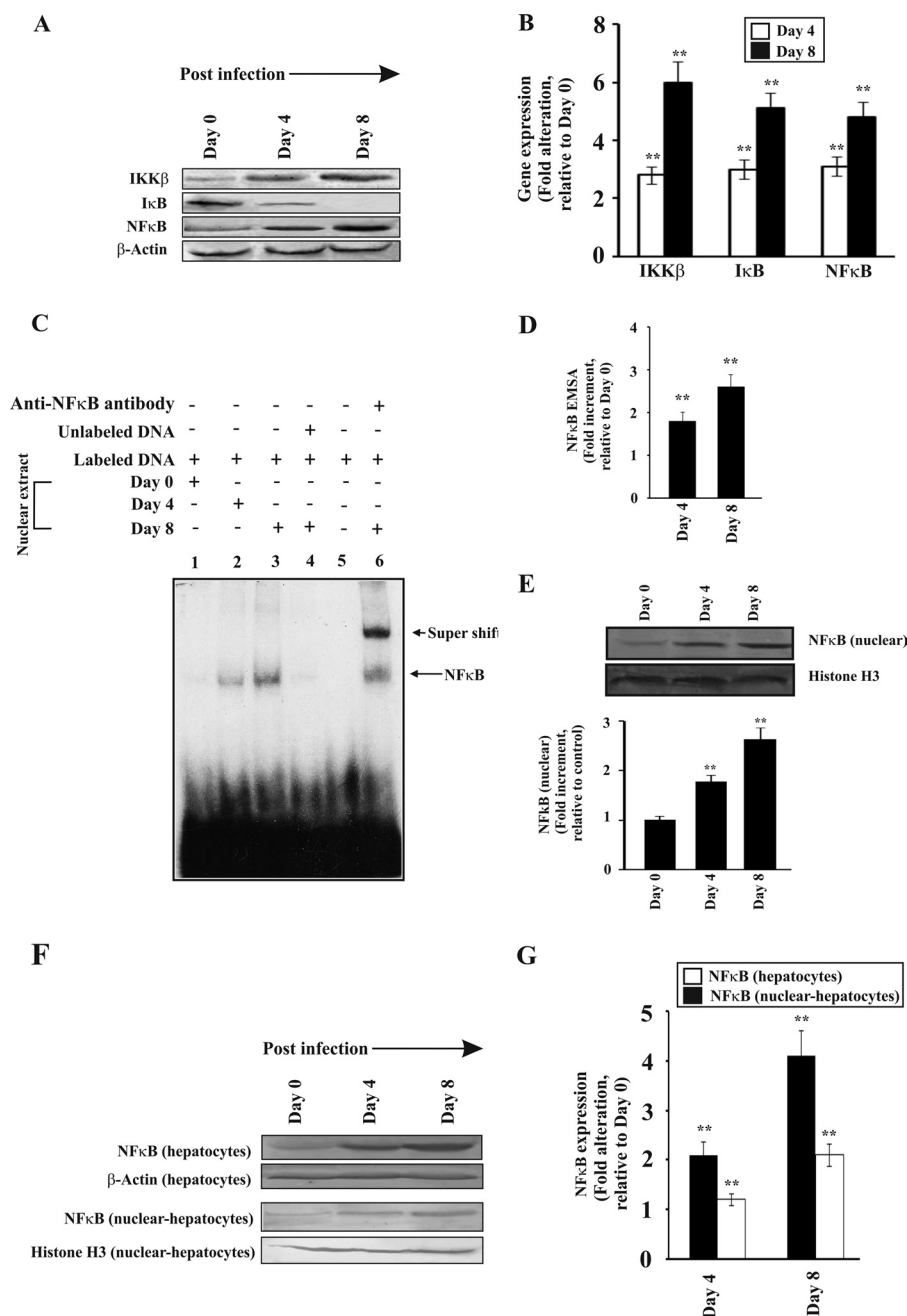 A
Post infection
Day 0
Day 4
Day 8
IKKβ
IκB
NFκB
β-Actin
B
Day 4
Day 8
Gene expression
(Fold alteration,
relative to Day 0)
8
6
4
2
0
**
**
**
**
**
**
IKKβ
IκB
NFκB
C
Anti-NFκB antibody - - - - - +
Unlabeled DNA - - - + - -
Labeled DNA + + + + + +
Nuclear extract
Day 0 + - - - - -
Day 4 - + - - - -
Day 8 - - + + - +
1 2 3 4 5 6
Super shif
NFκB
D
NFκB EMSA
(Fold increment,
relative to Day 0)
4
3
2
1
0
**
**
Day 4
Day 8
E
Day 0
Day 4
Day 8
NFκB (nuclear)
Histone H3
NFkB (nuclear)
(Fold increment,
relative to control)
3
2
1
0
**
**
Day 0
Day 4
Day 8
F
Post infection
Day 0
Day 4
Day 8
NFκB (hepatocytes)
β-Actin (hepatocytes)
NFκB (nuclear-hepatocytes)
Histone H3 (nuclear-hepatocytes)
G
NFκB (hepatocytes)
NFκB (nuclear-hepatocytes)
NFκB expression
(Fold alteration,
relative to Day 0)
5
4
3
2
1
0
**
**
**
**
Day 4
Day 8